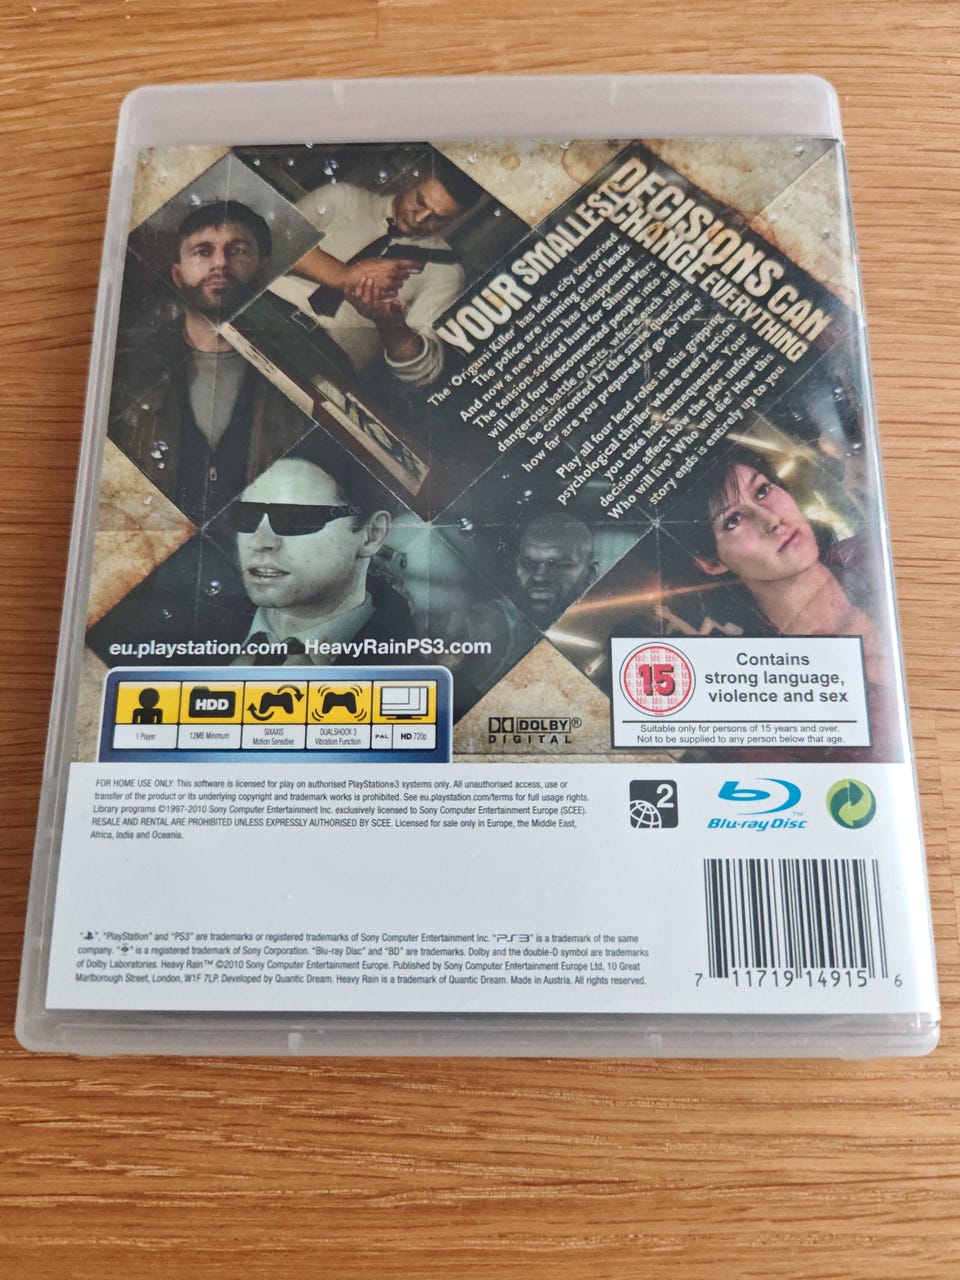 YOUR SMALLEST
DECISIONS CAN
CHANGE EVERYTHING
The 'Origami Killer' has left a city terrorised
The police are running out of leads
And now a new victim has disappeared...
The tension-soaked hunt for Shaun Mars
will lead four unconnected people into a
dangerous battle of wits, where each will
be confronted by the same question:
how far are you prepared to go for love?
Play all four lead roles in this gripping
psychological thriller where every action
you take has consequences. Your
decisions affect how the plot unfolds
Who will live? Who will die? How this
story ends is entirely up to you
eu.playstation.com HeavyRainPS3.com
HDD
1 Player
12MB Minimum
SIXAXIS
Motion Sensitive
DUALSHOCK 3
Vibration Function
PAL
HD 720p
DOLBY®
DIGITAL
15
Contains
strong language,
violence and sex
Suitable only for persons of 15 years and over.
Not to be supplied to any person below that age.
FOR HOME USE ONLY: This software is licensed for play on authorised PlayStation3 systems only. All unauthorised access, use or
transfer of the product or its underlying copyright and trademark works is prohibited. See eu.playstation.com/terms for full usage rights.
Library programs ©1997-2010 Sony Computer Entertainment Inc. exclusively licensed to Sony Computer Entertainment Europe (SCEE).
RESALE AND RENTAL ARE PROHIBITED UNLESS EXPRESSLY AUTHORISED BY SCEE. Licensed for sale only in Europe, the Middle East,
Africa, India and Oceania.
2
Blu-ray Disc™
"", "PlayStation" and "PS3" are trademarks or registered trademarks of Sony Computer Entertainment Inc. "PS3" is a trademark of the same
company. "" is a registered trademark of Sony Corporation. "Blu-ray Disc" and "BD" are trademarks. Dolby and the double-D symbol are trademarks
of Dolby Laboratories. Heavy Rain™ ©2010 Sony Computer Entertainment Europe. Published by Sony Computer Entertainment Europe Ltd, 10 Great
Marlborough Street, London, W1F 7LP. Developed by Quantic Dream. Heavy Rain is a trademark of Quantic Dream. Made in Austria. All rights reserved.
7 11719 14915 6